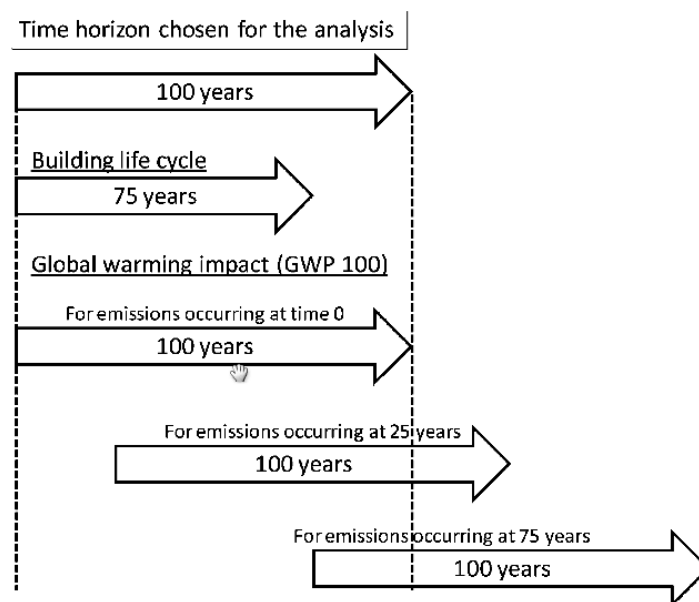 Time horizon chosen for the analysis
100 years
Building life cycle
75 years
Global warming impact (GWP 100)
For emissions occurring at time 0
100 years
For emissions occurring at 25 years
100 years
For emissions occurring at 75 years
100 years